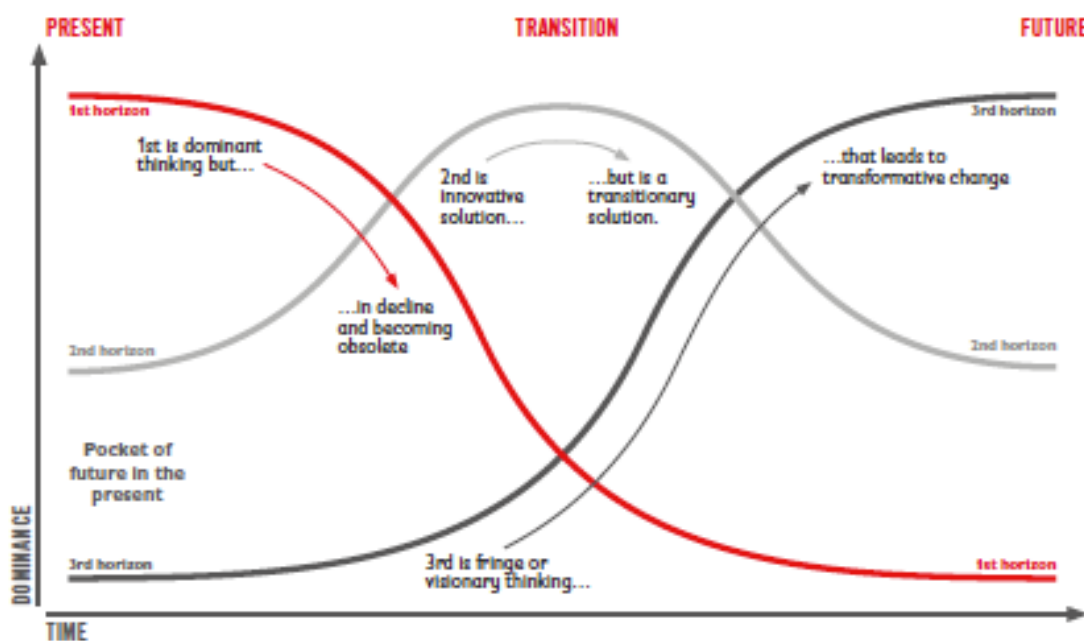 PRESENT
TRANSITION
FUTURE
1st horizon
3rd horizon
1st is dominant
thinking but...
2nd is
innovative
solution...
...but is a
transitionary
solution.
...that leads to
transformative change
...in decline
and becoming
obsolete
2nd horizon
2nd horizon
Pocket of
future in the
present
3rd horizon
3rd is fringe or
visionary thinking...
1st horizon
DOMINANCE
TIME